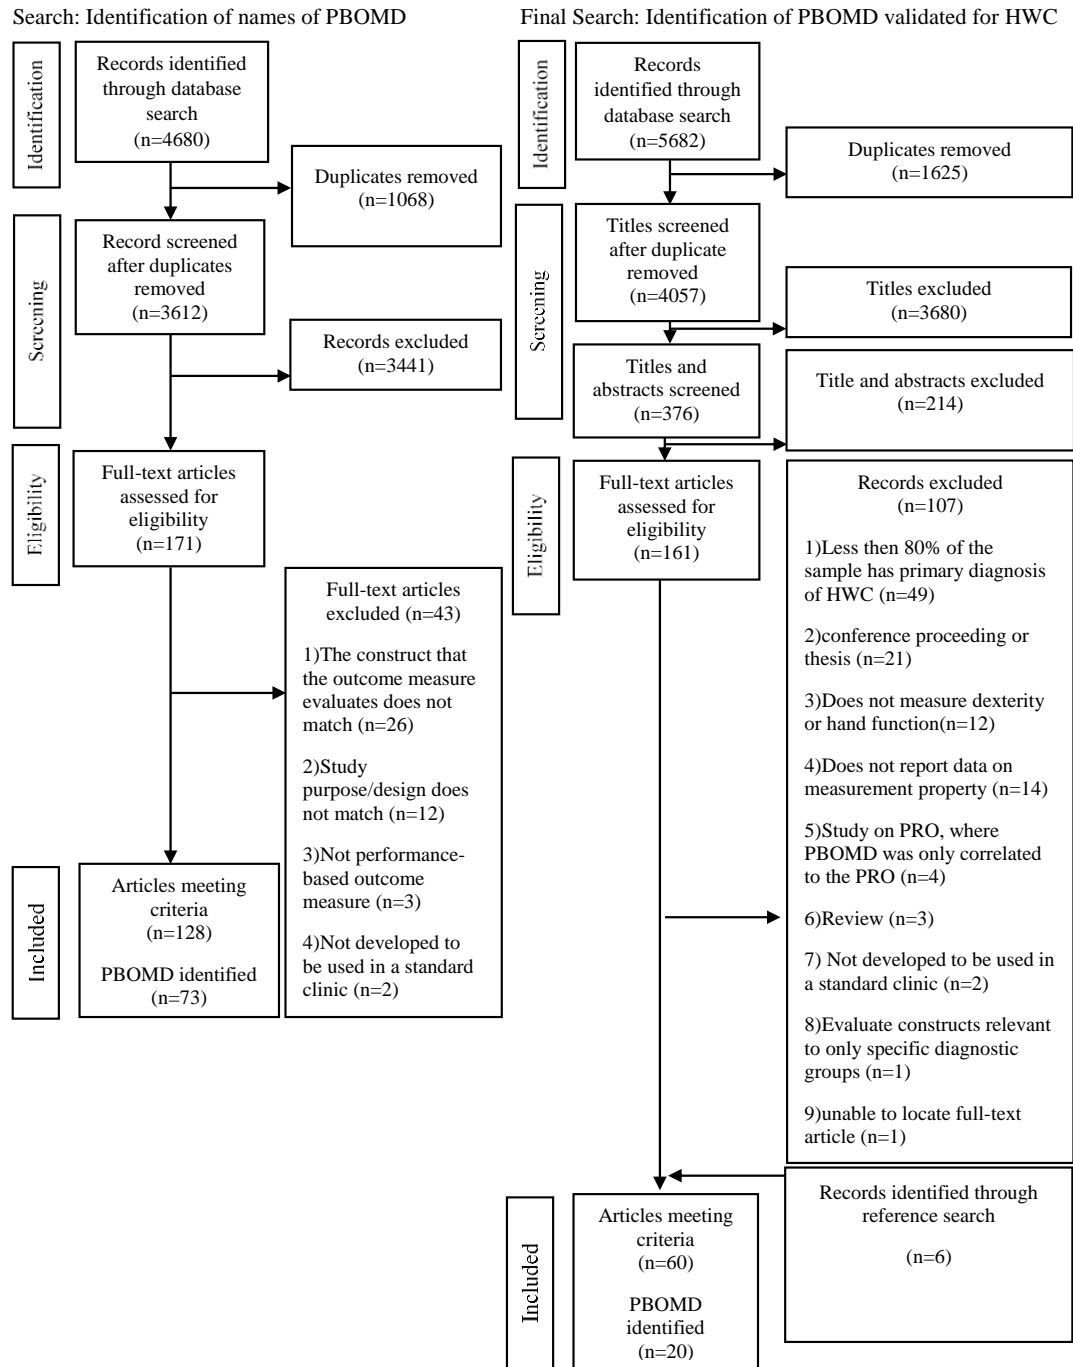 Search: Identification of names of PBOMD
Identification
Records identified
through database
search
(n=4680)
Duplicates removed
(n=1068)
Screening
Record screened
after duplicates
removed
(n=3612)
Records excluded
(n=3441)
Eligibility
Full-text articles
assessed for
eligibility
(n=171)
Full-text articles
excluded (n=43)
1)The construct that
the outcome measure
evaluates does not
match (n=26)
2)Study
purpose/design does
not match (n=12)
3)Not performance-
based outcome
measure (n=3)
4)Not developed to
be used in a standard
clinic (n=2)
Included
Articles meeting
criteria
(n=128)
PBOMD identified
(n=73)
Final Search: Identification of PBOMD validated for HWC
Identification
Records
identified through
database search
(n=5682)
Duplicates removed
(n=1625)
Screening
Titles screened
after duplicate
removed
(n=4057)
Titles excluded
(n=3680)
Titles and
abstracts screened
(n=376)
Title and abstracts excluded
(n=214)
Eligibility
Full-text articles
assessed for
eligibility
(n=161)
Records excluded
(n=107)
1)Less then 80% of the
sample has primary diagnosis
of HWC (n=49)
2)conference proceeding or
thesis (n=21)
3)Does not measure dexterity
or hand function(n=12)
4)Does not report data on
measurement property (n=14)
5)Study on PRO, where
PBOMD was only correlated
to the PRO (n=4)
6)Review (n=3)
7) Not developed to be used in
a standard clinic (n=2)
8)Evaluate constructs relevant
to only specific diagnostic
groups (n=1)
9)unable to locate full-text
article (n=1)
Records identified through
reference search
(n=6)
Included
Articles meeting
criteria
(n=60)
PBOMD
identified
(n=20)